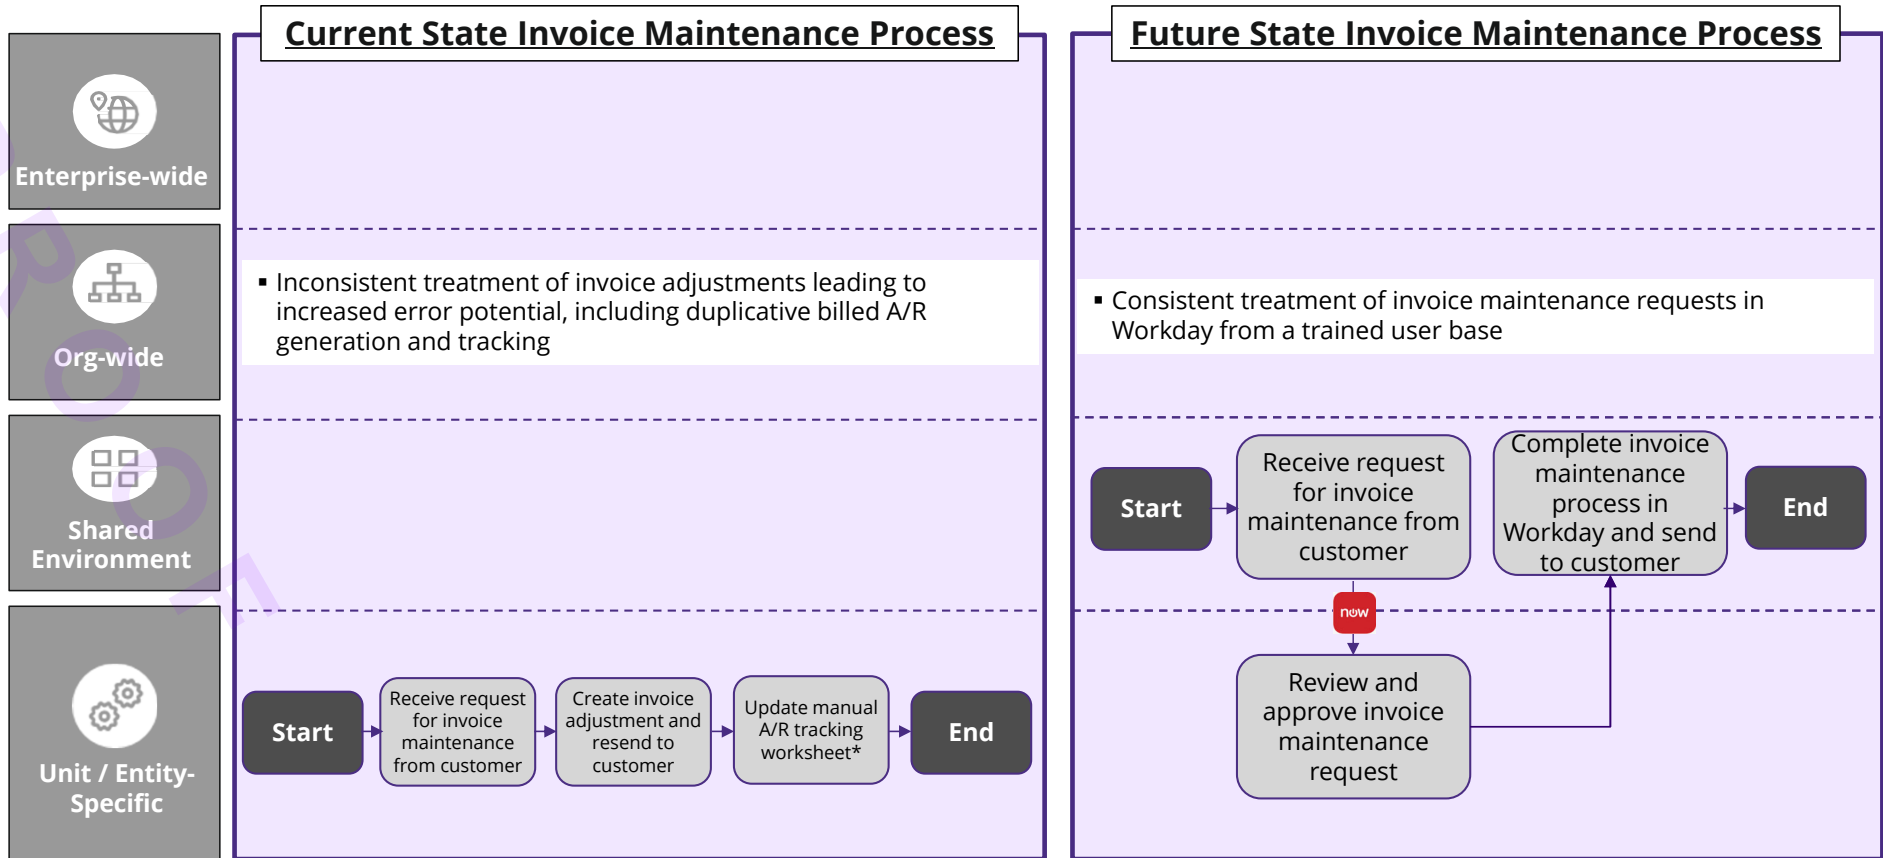 Current State Invoice Maintenance Process
Future State Invoice Maintenance Process
Enterprise-wide
Org-wide
▪ Inconsistent treatment of invoice adjustments leading to
increased error potential, including duplicative billed A/R
generation and tracking
▪ Consistent treatment of invoice maintenance requests in
Workday from a trained user base
Shared
Environment
Start
Receive request
for invoice
maintenance from
customer
Complete invoice
maintenance
process in
Workday and send
to customer
End
now
Unit / Entity-
Specific
Start
Receive request
for invoice
maintenance
from customer
Create invoice
adjustment and
resend to
customer
Update manual
A/R tracking
worksheet*
End
Review and
approve invoice
maintenance
request
ROOF